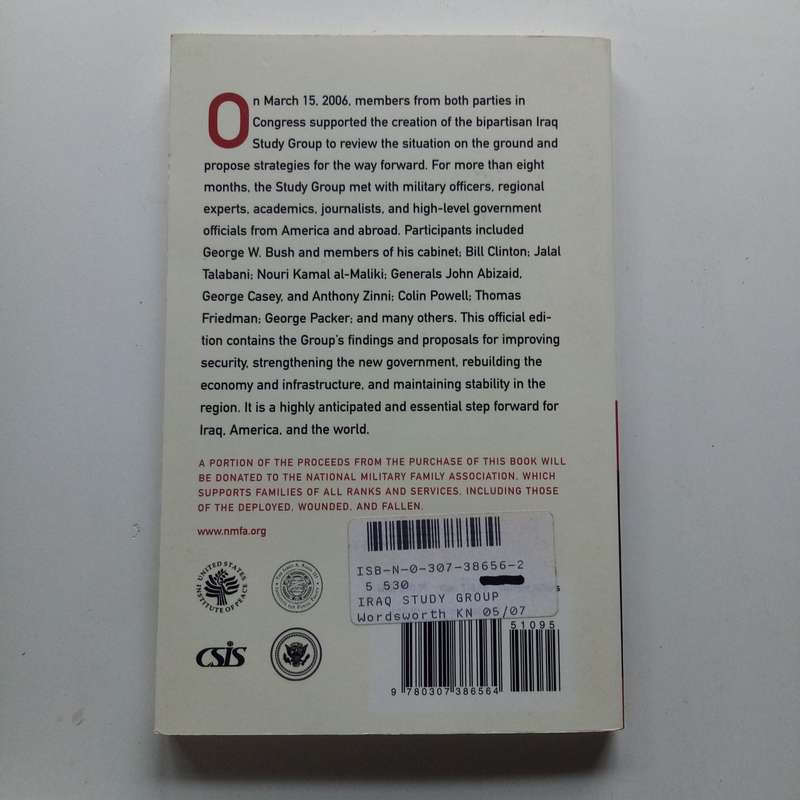 On March 15, 2006, members from both parties in
Congress supported the creation of the bipartisan Iraq
Study Group to review the situation on the ground and
propose strategies for the way forward. For more than eight
months, the Study Group met with military officers, regional
experts, academics, journalists, and high-level government
officials from America and abroad. Participants included
George W. Bush and members of his cabinet; Bill Clinton; Jalal
Talabani; Nouri Kamal al-Maliki; Generals John Abizaid,
George Casey, and Anthony Zinni; Colin Powell; Thomas
Friedman; George Packer; and many others. This official edi-
tion contains the Group's findings and proposals for improving
security, strengthening the new government, rebuilding the
economy and infrastructure, and maintaining stability in the
region. It is a highly anticipated and essential step forward for
Iraq, America, and the world.
A PORTION OF THE PROCEEDS FROM THE PURCHASE OF THIS BOOK WILL
BE DONATED TO THE NATIONAL MILITARY FAMILY ASSOCIATION, WHICH
SUPPORTS FAMILIES OF ALL RANKS AND SERVICES, INCLUDING THOSE
OF THE DEPLOYED, WOUNDED, AND FALLEN.
www.nmfa.org
UNITED STATES
INSTITUTE OF PEACE
CSIS
ISB-N-0-307-38656-2
5 530
IRAQ STUDY GROUP
Wordsworth KN 05/07
51095
9 780307 386564